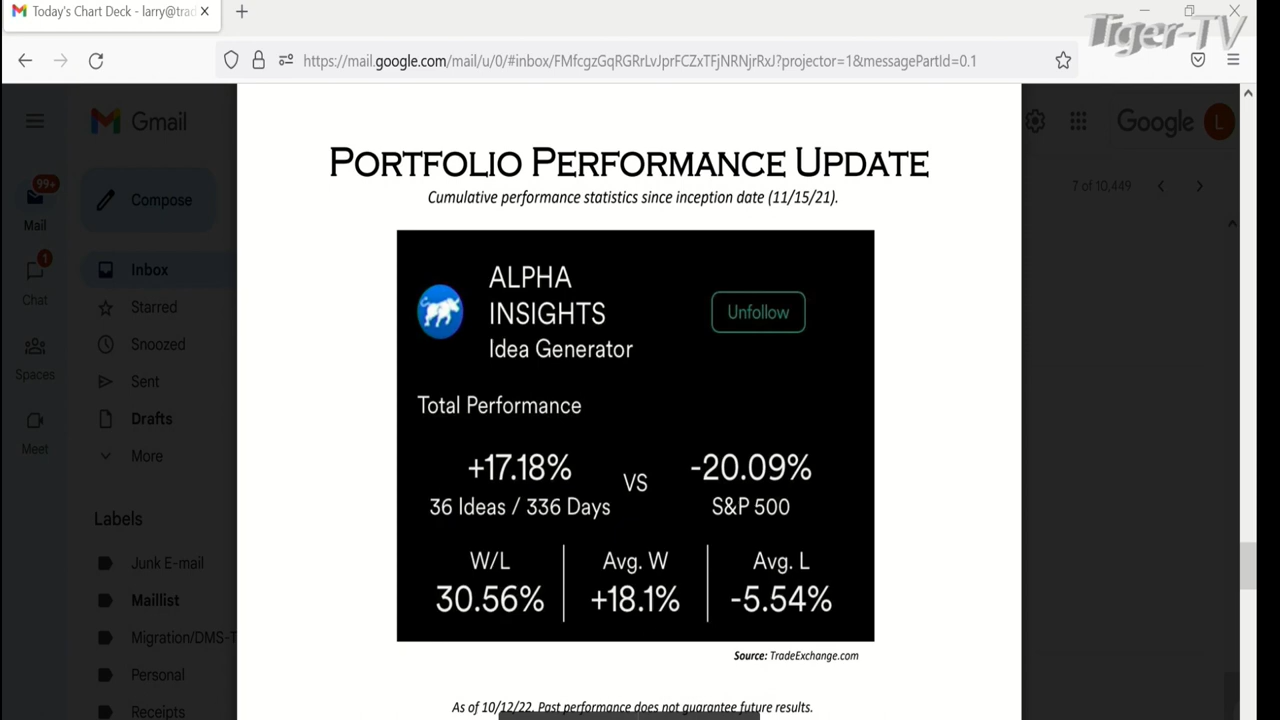 Today's Chart Deck - larry@trad
Tiger-TV
https://mail.google.com/mail/u/0/#inbox/FMfcgzGqRGRrLvJprFCZxTFjNRNjrRxJ?projector=1&messagePartId=0.1
Gmail
Google
L
99+
Mail
Compose
7 of 10,449
1
Chat
Inbox
Starred
Spaces
Snoozed
Sent
Meet
Drafts
More
Labels
Junk E-mail
Maillist
Migration/DMS-T
Personal
Receipts
PORTFOLIO PERFORMANCE UPDATE
Cumulative performance statistics since inception date (11/15/21).
ALPHA
INSIGHTS
Idea Generator
Unfollow
Total Performance
+17.18% VS -20.09%
36 Ideas / 336 Days S&P 500
W/L Avg. W Avg. L
30.56% +18.1% -5.54%
Source: TradeExchange.com
As of 10/12/22. Past performance does not guarantee future results.